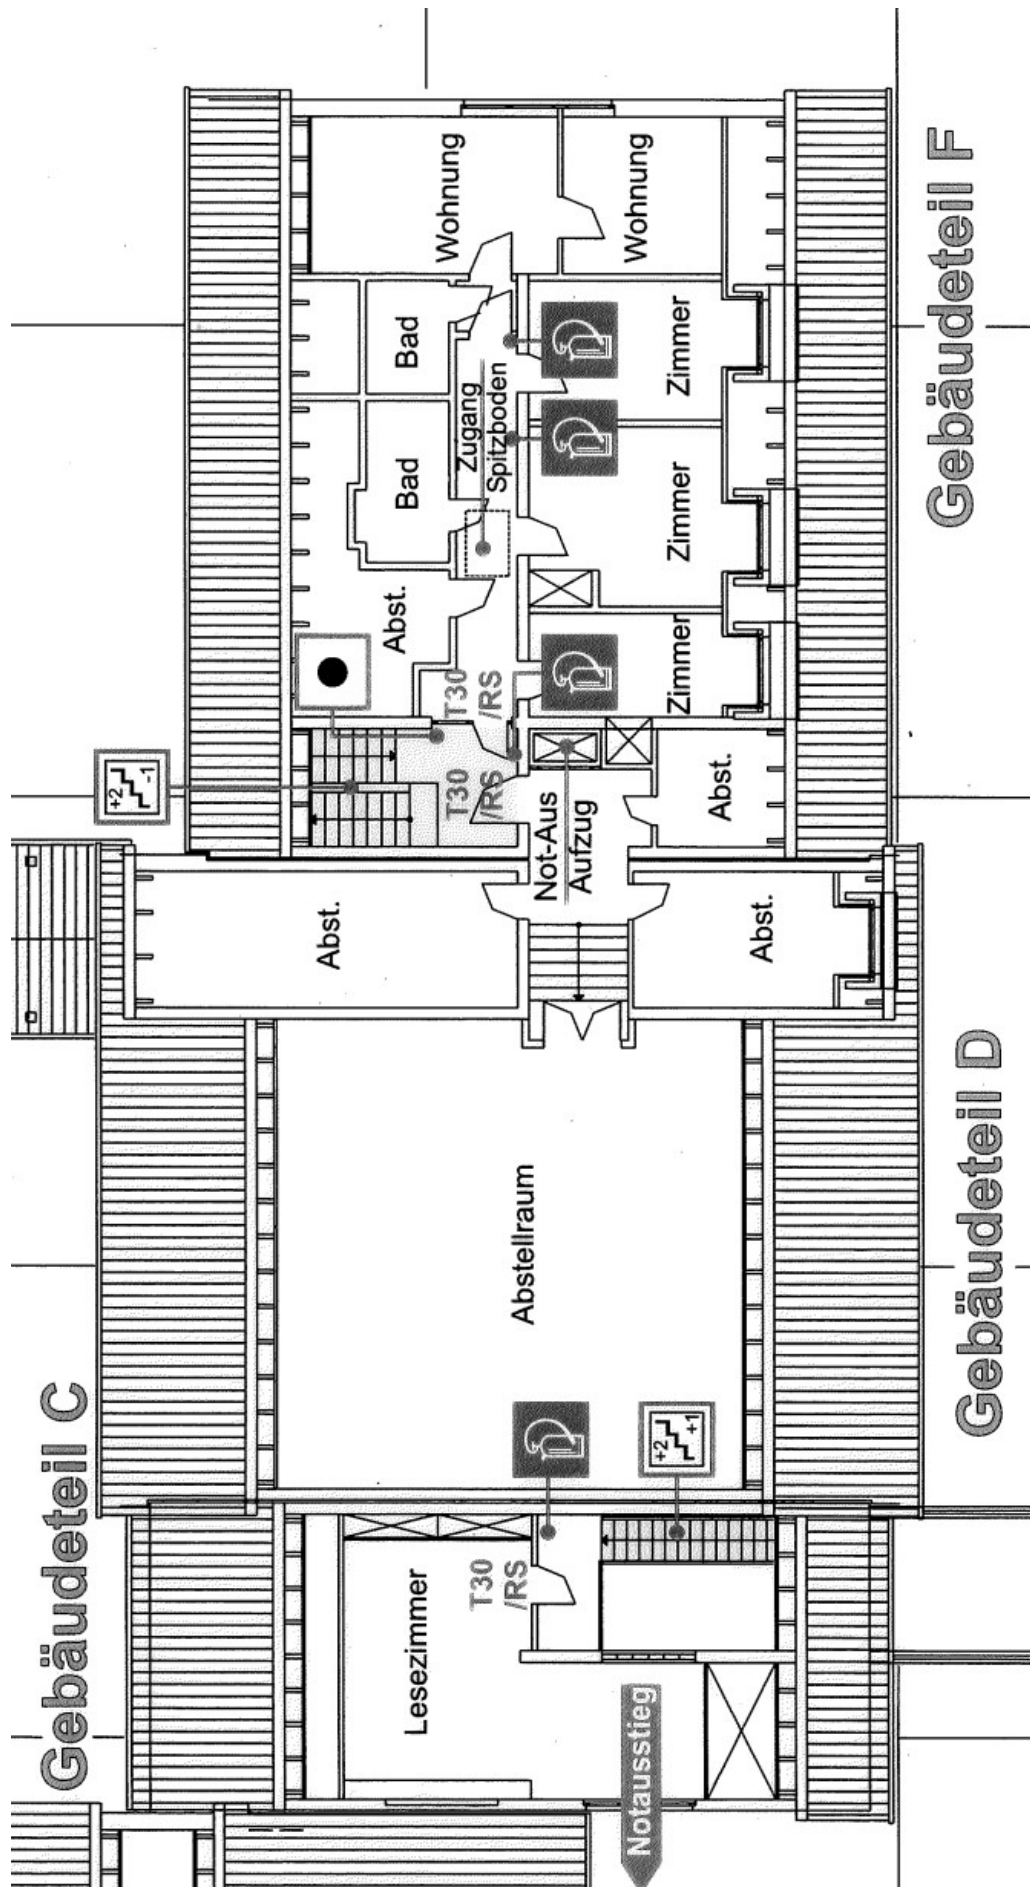 Gebäudeteil C
+2
-1
Abst.
Abst.
Bad
Bad
Lesezimmer
Wohnung
T30
/RS
T30
/RS
T30
/RS
Zugang
Spitzboden
Abstellraum
Not-Aus
Aufzug
Notausstieg
Wohnung
+2
+1
Zimmer
Zimmer
Zimmer
Abst.
Abst.
Gebäudeteil D
Gebäudeteil F